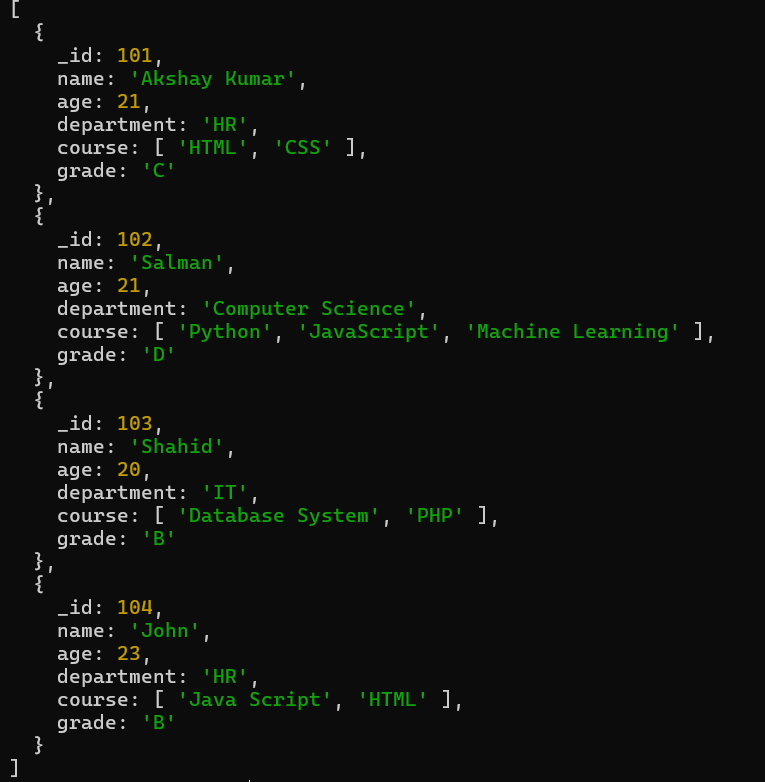 [
  {
    _id: 101,
    name: 'Akshay Kumar',
    age: 21,
    department: 'HR',
    course: [ 'HTML', 'CSS' ],
    grade: 'C'
  },
  {
    _id: 102,
    name: 'Salman',
    age: 21,
    department: 'Computer Science',
    course: [ 'Python', 'JavaScript', 'Machine Learning' ],
    grade: 'D'
  },
  {
    _id: 103,
    name: 'Shahid',
    age: 20,
    department: 'IT',
    course: [ 'Database System', 'PHP' ],
    grade: 'B'
  },
  {
    _id: 104,
    name: 'John',
    age: 23,
    department: 'HR',
    course: [ 'Java Script', 'HTML' ],
    grade: 'B'
  }
]